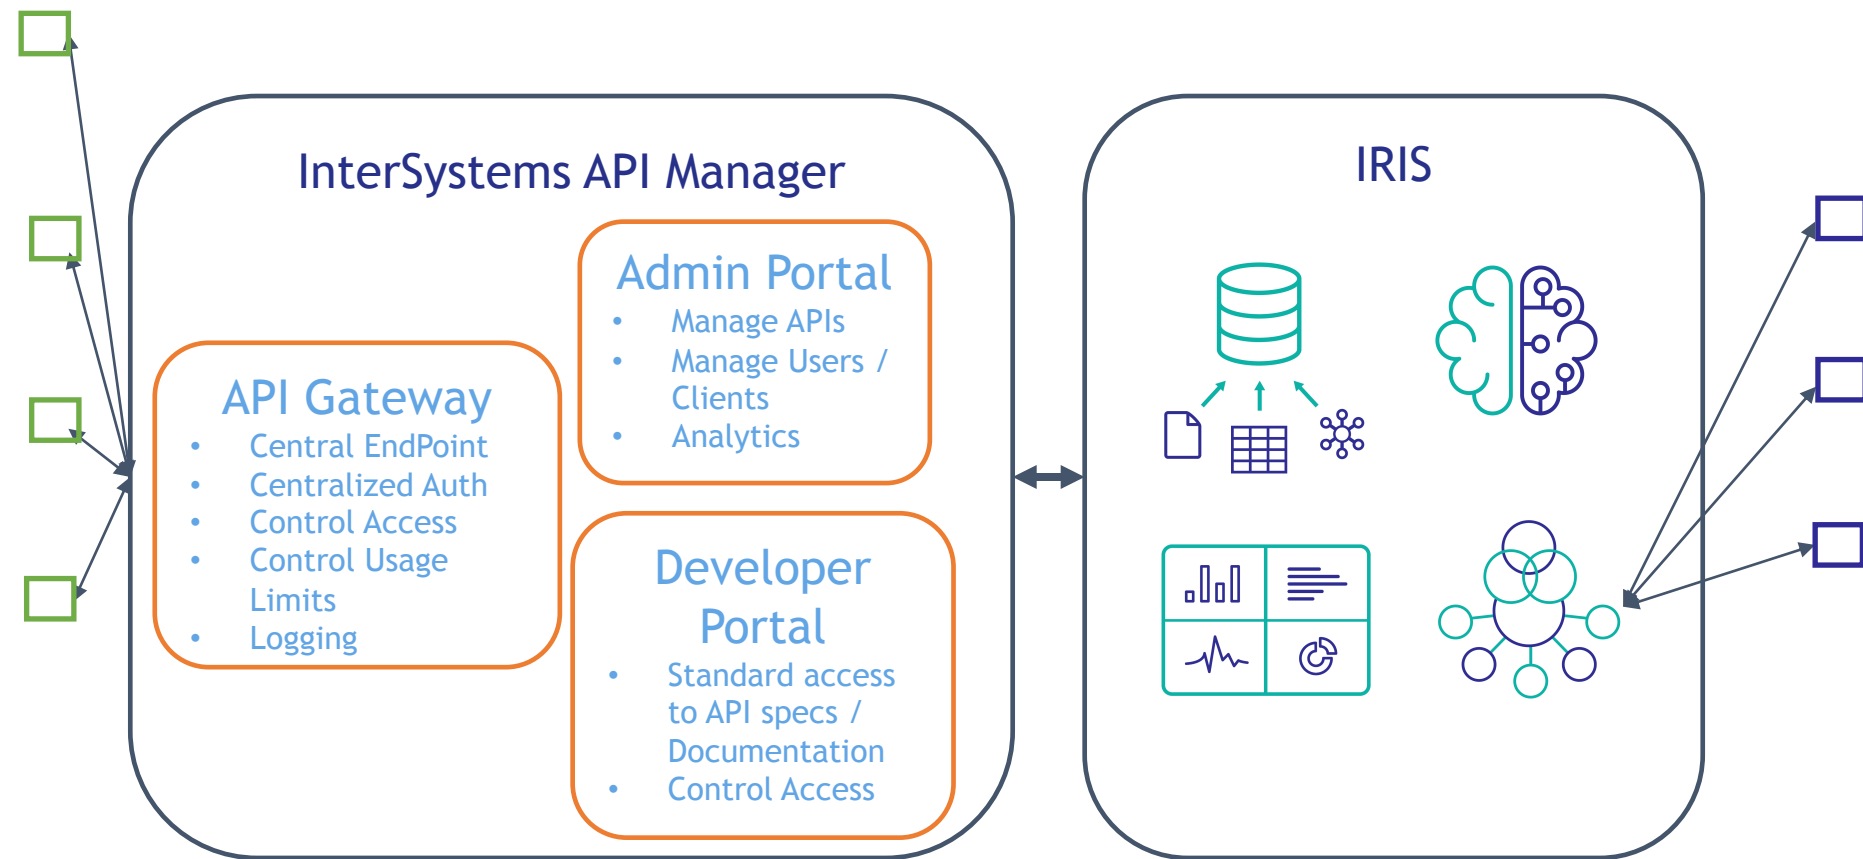 InterSystems API Manager
API Gateway
• Central EndPoint
• Centralized Auth
• Control Access
• Control Usage
Limits
• Logging
Admin Portal
• Manage APIs
• Manage Users /
Clients
• Analytics
Developer
Portal
• Standard access
to API specs /
Documentation
• Control Access
IRIS